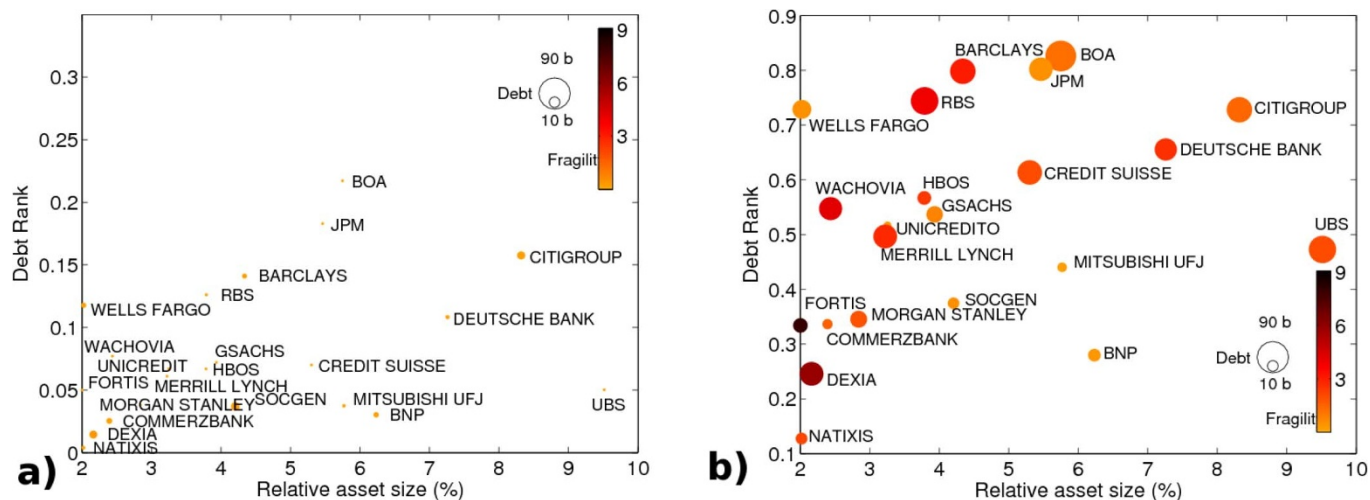 0.3
0.25
0.2
0.15
0.1
0.05
0
Debt Rank
90 b
Debt
10 b
Fragilit
9
6
3
BOA
JPM
CITIGROUP
BARCLAYS
RBS
WELLS FARGO
DEUTSCHE BANK
WACHOVIA
GSACHS
UNICREDIT
HBOS
CREDIT SUISSE
FORTIS
MERRILL LYNCH
MORGAN STANLEY
SOCGEN
MITSUBISHI UFJ
UBS
COMMERZBANK
BNP
DEXIA
NATIXIS
2 3 4 5 6 7 8 9 10
a)
Relative asset size (%)
0.9
0.8
0.7
0.6
0.5
0.4
0.3
0.2
0.1
Debt Rank
BARCLAYS
BOA
JPM
RBS
CITIGROUP
WELLS FARGO
DEUTSCHE BANK
CREDIT SUISSE
WACHOVIA
HBOS
GSACHS
UNICREDITO
UBS
MERRILL LYNCH
MITSUBISHI UFJ
9
FORTIS
SOCGEN
MORGAN STANLEY
6
COMMERZBANK
BNP
90 b
Debt
10 b
3
DEXIA
Fragilit
NATIXIS
2 3 4 5 6 7 8 9 10
b)
Relative asset size (%)